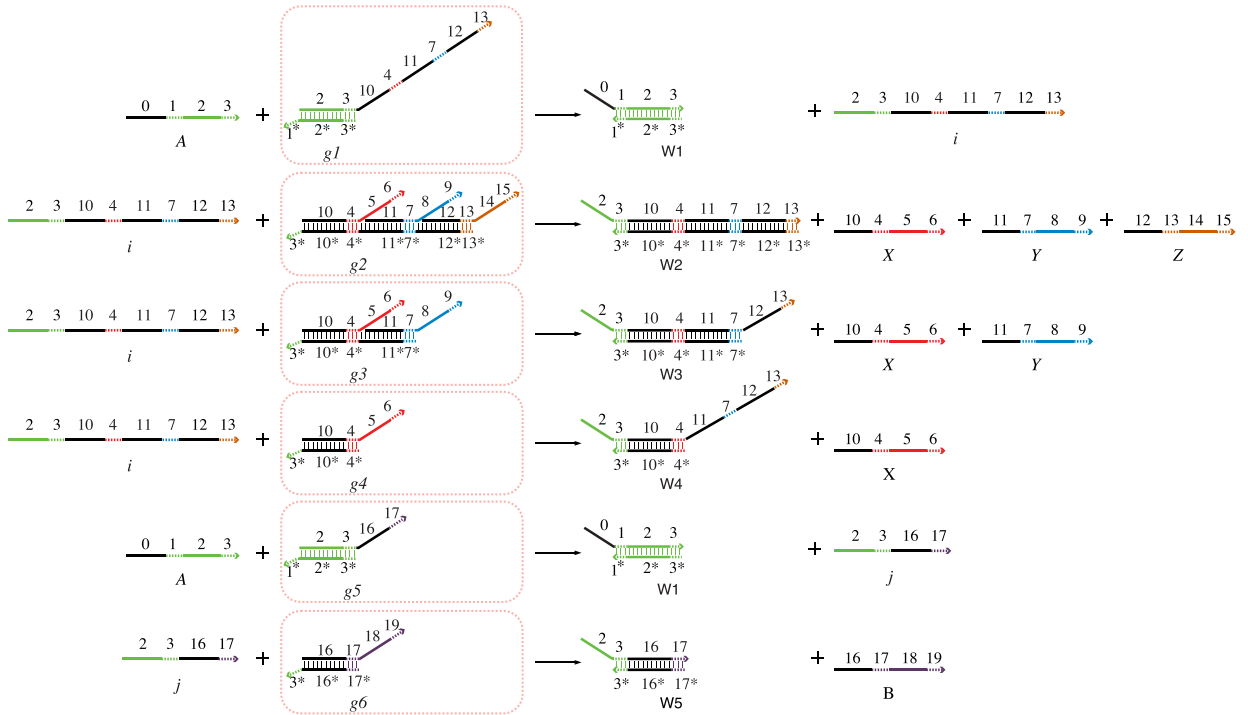 13
12
7
11
4
10
0 1 2 3 + 2 3 0 1 2 3 + 2 3 10 4 11 7 12 13
1* 2* 3* 1* 2* 3*
A g1 W1 i
6 9 15
5 8 14
2 3 10 4 11 7 12 13 + 10 4 11 7 12 13 2 3 10 4 11 7 12 13 + 10 4 5 6 + 11 7 8 9 + 12 13 14 15
3* 10* 4* 11* 7* 12* 13* 3* 10* 4* 11* 7* 12* 13*
i g2 W2 X Y Z
6 9 13
5 8 12
2 3 10 4 11 7 12 13 + 10 4 11 7 2 3 10 4 11 7 + 10 4 5 6 + 11 7 8 9
3* 10* 4* 11* 7* 3* 10* 4* 11* 7*
i g3 W3 X Y
13
12
7
6 11
5
2 3 10 4 11 7 12 13 + 10 4 2 3 10 4 + 10 4 5 6
3* 10* 4* 3* 10* 4*
i g4 W4 X
17
16
0 1 2 3 + 2 3 0 1 2 3 + 2 3 16 17
1* 2* 3* 1* 2* 3*
A g5 W1 j
19
18
2 3 16 17 + 16 17 2 3 16 17 + 16 17 18 19
3* 16* 17* 3* 16* 17*
j g6 W5 B